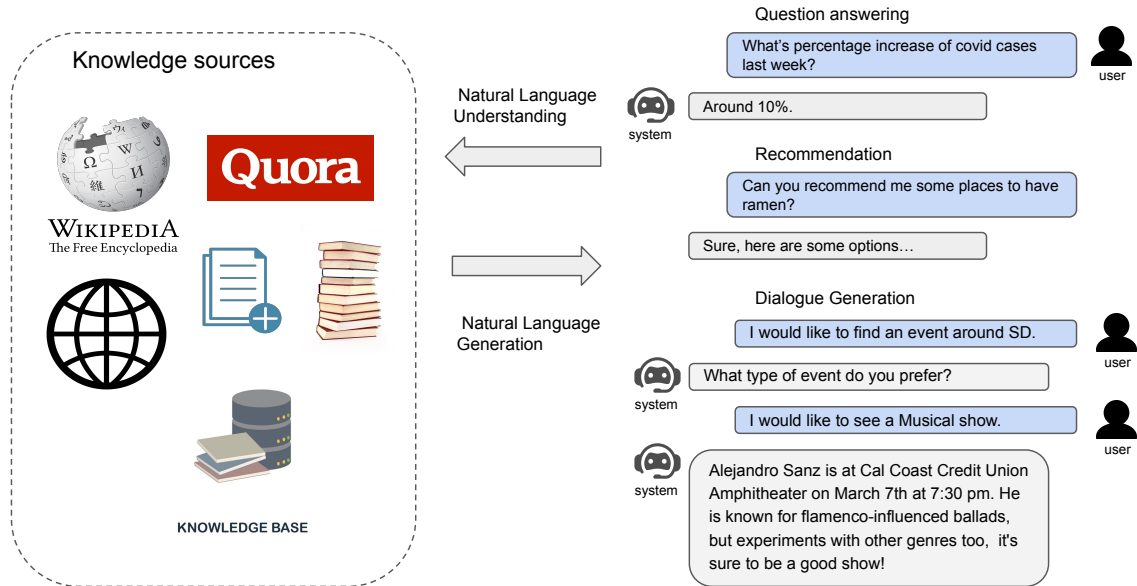 Knowledge sources
WIKIPEDIA
The Free Encyclopedia
Quora
KNOWLEDGE BASE
Natural Language
Understanding
Natural Language
Generation
Question answering
What's percentage increase of covid cases
last week?
user
Around 10%.
system
Recommendation
Can you recommend me some places to have
ramen?
Sure, here are some options…
Dialogue Generation
I would like to find an event around SD.
user
What type of event do you prefer?
system
I would like to see a Musical show.
user
Alejandro Sanz is at Cal Coast Credit Union
Amphitheater on March 7th at 7:30 pm. He
is known for flamenco-influenced ballads,
but experiments with other genres too, it's
sure to be a good show!
system